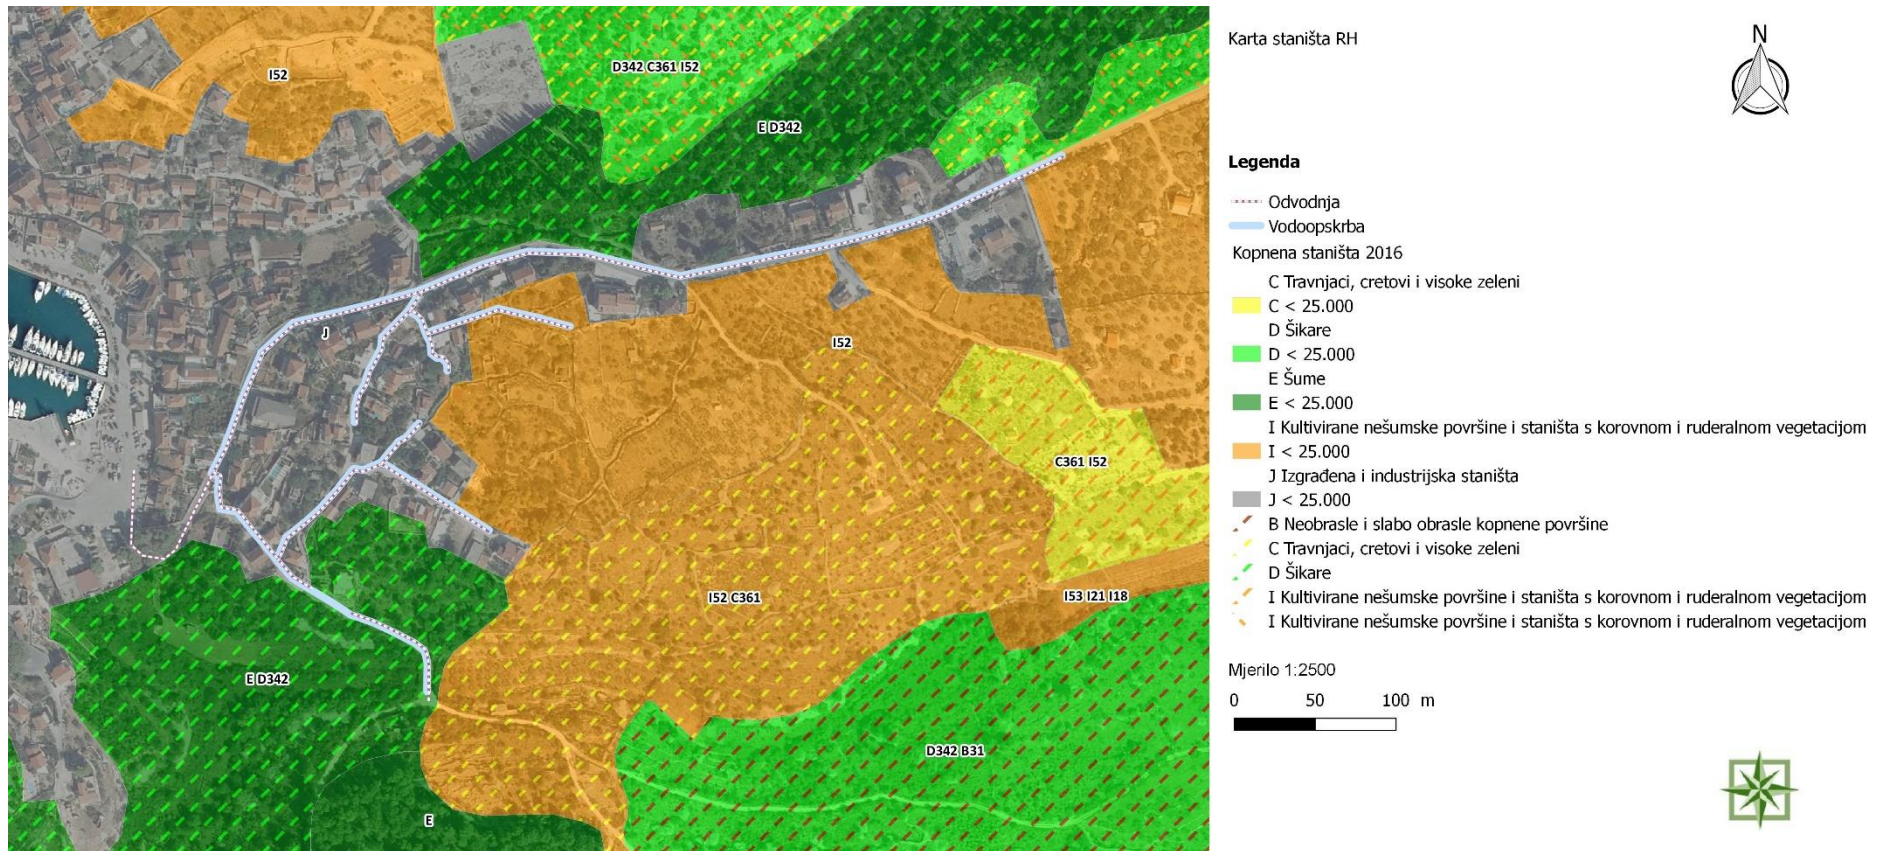 I52
D342 C361 I52
E D342
J
I52
C361 I52
I52 C361
I53 I21 I18
E D342
D342 B31
E
Karta staništa RH
N
Legenda
Odvodnja
Vodoopskrba
Kopnena staništa 2016
C Travnjaci, cretovi i visoke zeleni
C < 25.000
D Šikare
D < 25.000
E Šume
E < 25.000
I Kultivirane nešumske površine i staništa s korovnom i ruderalnom vegetacijom
I < 25.000
J Izgrađena i industrijska staništa
J < 25.000
B Neobrasle i slabo obrasle kopnene površine
C Travnjaci, cretovi i visoke zeleni
D Šikare
I Kultivirane nešumske površine i staništa s korovnom i ruderalnom vegetacijom
I Kultivirane nešumske površine i staništa s korovnom i ruderalnom vegetacijom
Mjerilo 1:2500
0 50 100 m